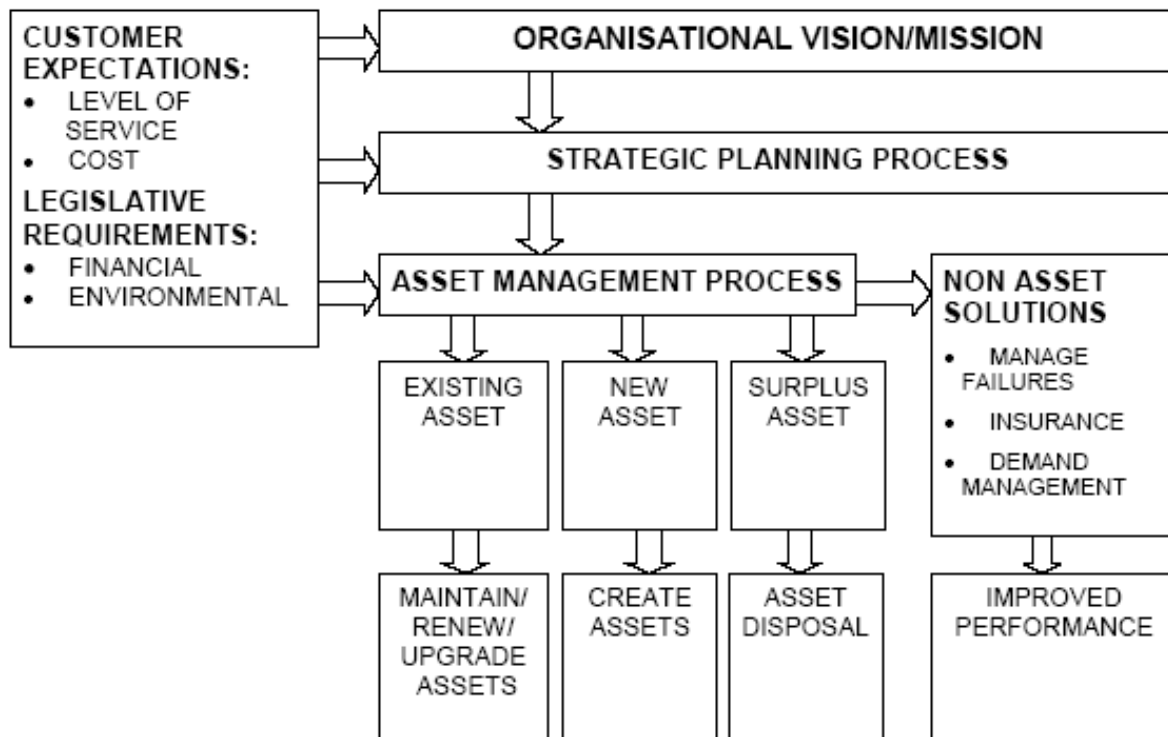 CUSTOMER
EXPECTATIONS:
• LEVEL OF
SERVICE
• COST
LEGISLATIVE
REQUIREMENTS:
• FINANCIAL
• ENVIRONMENTAL
ORGANISATIONAL VISION/MISSION
STRATEGIC PLANNING PROCESS
ASSET MANAGEMENT PROCESS
NON ASSET
SOLUTIONS
• MANAGE
FAILURES
• INSURANCE
• DEMAND
MANAGEMENT
EXISTING
ASSET
NEW
ASSET
SURPLUS
ASSET
MAINTAIN/
RENEW/
UPGRADE
ASSETS
CREATE
ASSETS
ASSET
DISPOSAL
IMPROVED
PERFORMANCE